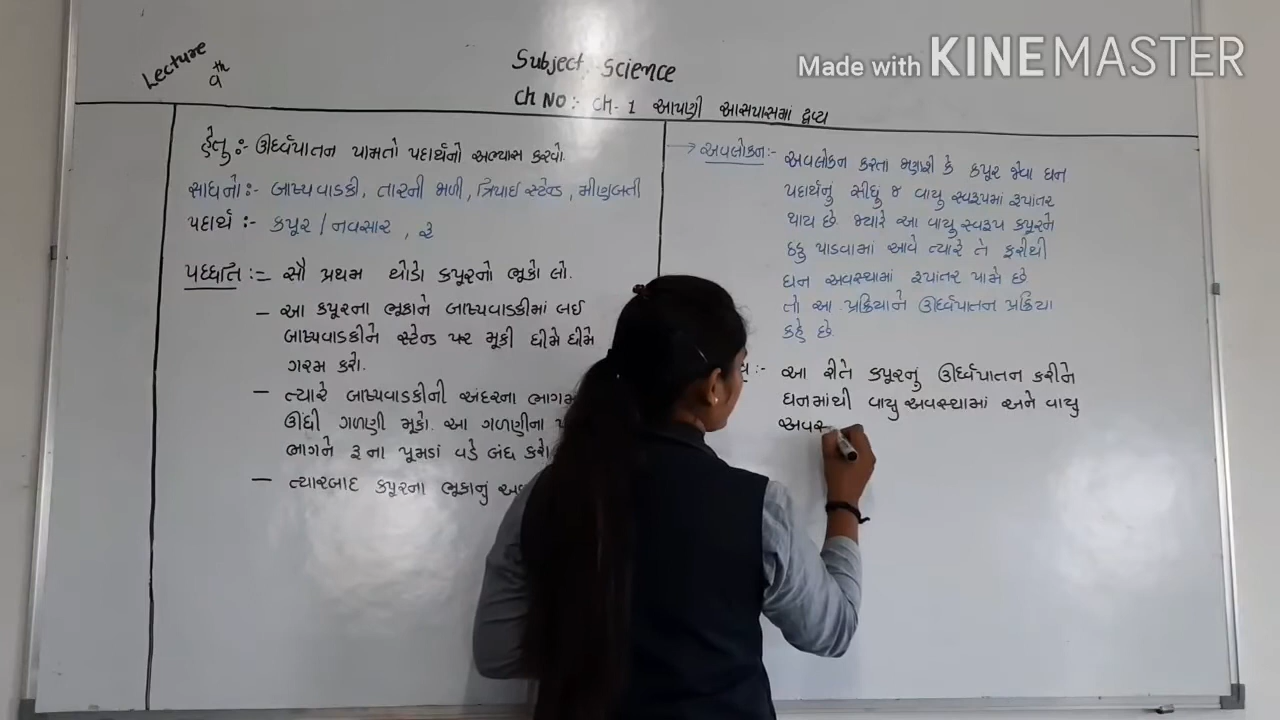 Lecture
9th
Subject:- Science
Made with KINEMASTER
Ch No:- Ch-1 આપણી આસપાસમાં દ્રવ્ય
હેતુ :- ઊર્ધ્વપાતન પામતો પદાર્થનો અભ્યાસ કરવો.
સાધનો :- બાષ્પવાડકી, તારની જાળી, ત્રિપાઈ સ્ટેન્ડ, મીણબત્તી
પદાર્થ :- કપૂર / નવસાર, રૂ
પદ્ધતિ :- સૌ પ્રથમ થોડો કપૂરનો ભૂકો લો.
– આ કપૂરના ભૂકાને બાષ્પવાડકીમાં લઈ
બાષ્પવાડકીને સ્ટેન્ડ પર મૂકી ધીમે ધીમે
ગરમ કરો.
– ત્યારે બાષ્પવાડકીની અંદરના
ઊંધી ગળણી મૂકો. આ ગળણીના
ભાગને રૂ ના પૂમડાં વડે બંધ કરો
– ત્યારબાદ કપૂરના ભૂકાનું
→ અવલોકન :- અવલોકન કરતા જણાશે કે કપૂર જેવા ઘન
પદાર્થનું સીધુ જ વાયુ સ્વરૂપમાં રૂપાંતર
થાય છે. જ્યારે આ વાયુ સ્વરૂપ કપૂરને
ઠંડુ પાડવામાં આવે ત્યારે તે ફરીથી
ઘન અવસ્થામાં રૂપાંતર પામે છે
તો આ પ્રક્રિયાને ઊર્ધ્વપાતન પ્રક્રિયા
કહે છે.
:- આ રીતે કપૂરનું ઊર્ધ્વપાતન કરીને
ઘનમાંથી વાયુ અવસ્થામાં અને વાયુ
અવસ